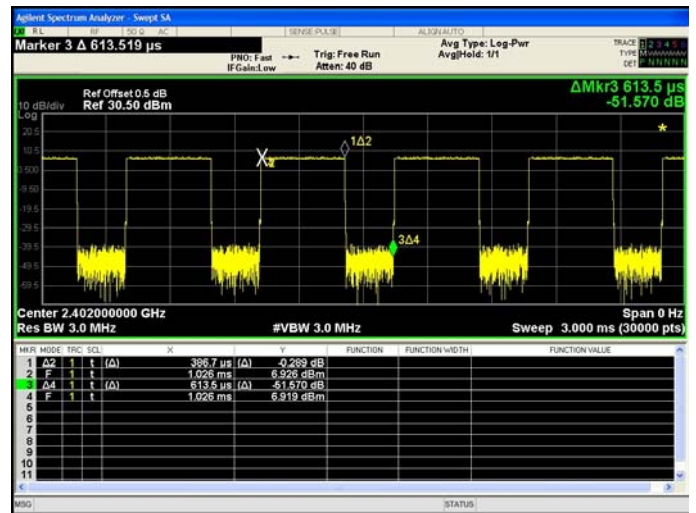 Agilent Spectrum Analyzer - Swept SA
RL RF 50 Ω AC SENSE:PULSE ALIGN AUTO
Marker 3 Δ 613.519 µs
PNO: Fast
IFGain:Low
Trig: Free Run
Atten: 40 dB
Avg Type: Log-Pwr
Avg|Hold: 1/1
TRACE 1 2 3 4 5 6
TYPE
DET P N N N N N
Ref Offset 0.5 dB
Ref 30.50 dBm
ΔMkr3 613.5 µs
-51.570 dB
10 dB/div
Log
20.5
10.5
0.500
-9.50
-19.5
-29.5
-39.5
-49.5
-59.5
1Δ2
3Δ4
Center 2.402000000 GHz
Span 0 Hz
Res BW 3.0 MHz
#VBW 3.0 MHz
Sweep 3.000 ms (30000 pts)
MKR MODE TRC SCL X Y FUNCTION FUNCTION WIDTH FUNCTION VALUE
1 Δ2 1 t (Δ) 386.7 µs (Δ) -0.289 dB
2 F 1 t 1.026 ms 6.926 dBm
3 Δ4 1 t (Δ) 613.5 µs (Δ) -51.570 dB
4 F 1 t 1.026 ms 6.919 dBm
5
6
7
8
9
10
11
MSG
STATUS